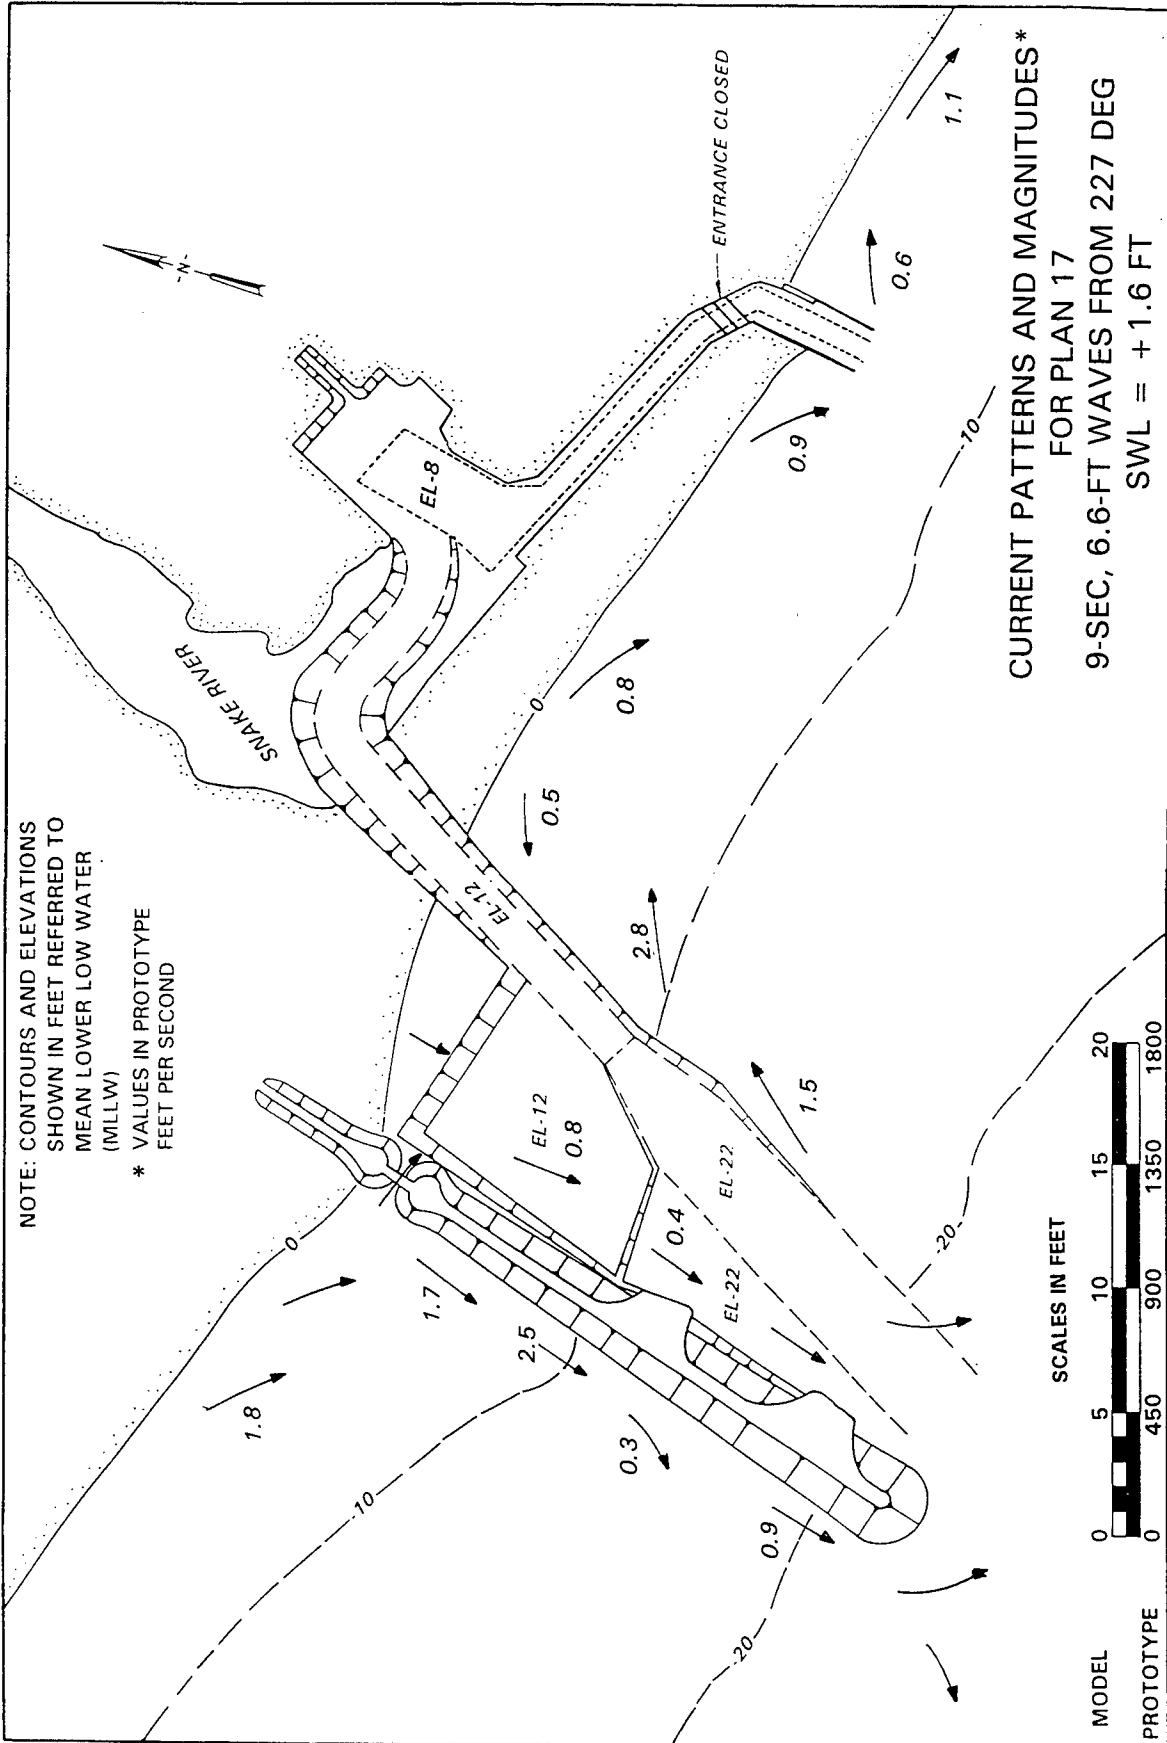 NOTE: CONTOURS AND ELEVATIONS
SHOWN IN FEET REFERRED TO
MEAN LOWER LOW WATER
(MLLW)
* VALUES IN PROTOTYPE
FEET PER SECOND
SNAKE RIVER
-N-
ENTRANCE CLOSED
EL-8
EL-12
EL-12
0.8
EL-22
EL-22
0.4
0
0
1.8
1.7
2.5
0.3
0.9
1.5
2.8
0.5
0.8
0.9
0.6
1.1
-10
-20
-20
-10
CURRENT PATTERNS AND MAGNITUDES*
FOR PLAN 17
9-SEC, 6.6-FT WAVES FROM 227 DEG
SWL = +1.6 FT
SCALES IN FEET
MODEL 0 5 10 15 20
PROTOTYPE 0 450 900 1350 1800